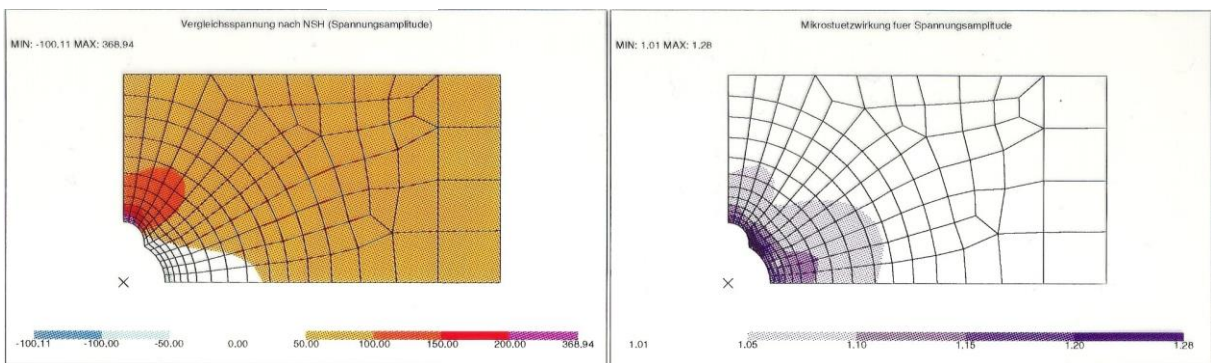 Vergleichsspannung nach NSH (Spannungsamplitude)
MIN: -100.11 MAX: 368.94
-100.11 -100.00 -50.00 0.00 50.00 100.00 150.00 200.00 368.94
Mikrostuetzwirkung fuer Spannungsamplitude
MIN: 1.01 MAX: 1.28
1.01 1.05 1.10 1.15 1.20 1.28